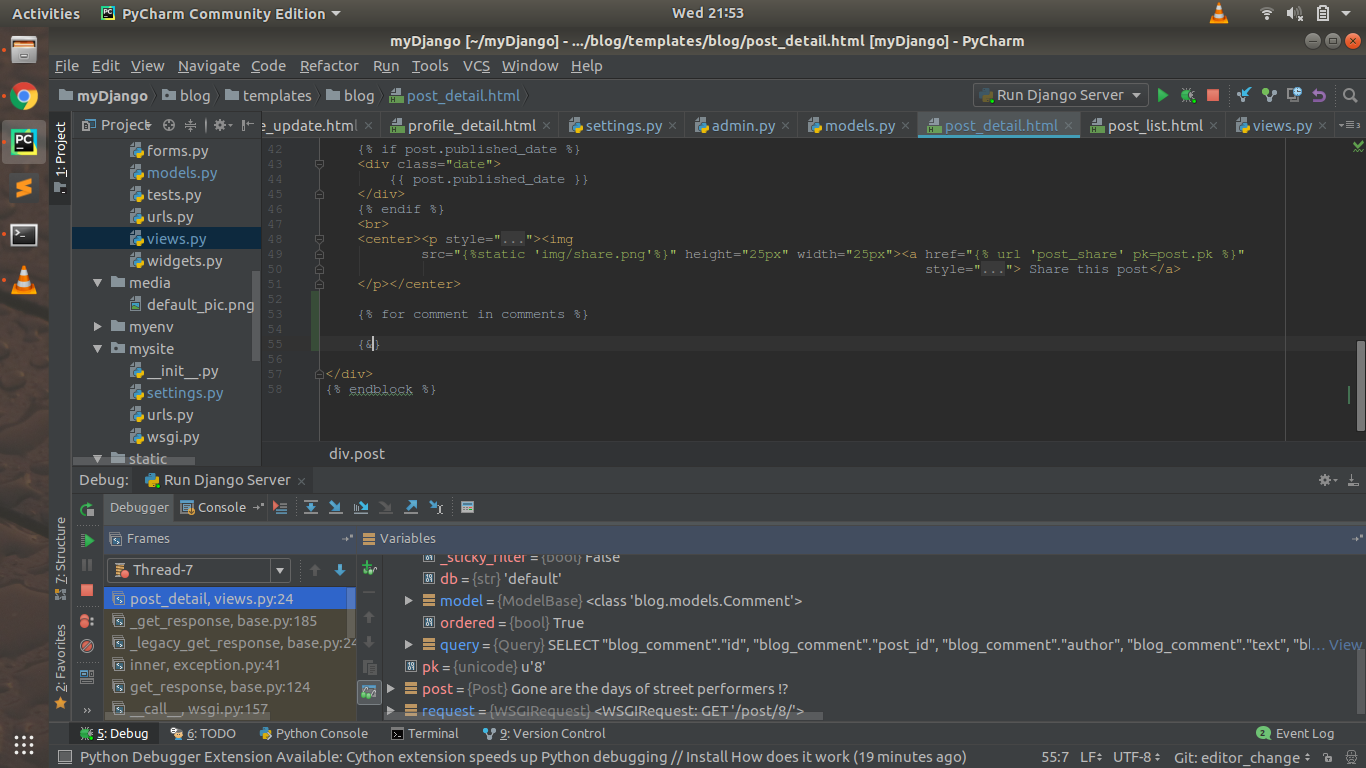 Activities PyCharm Community Edition Wed 21:53
myDjango [~/myDjango] - .../blog/templates/blog/post_detail.html [myDjango] - PyCharm
File Edit View Navigate Code Refactor Run Tools VCS Window Help
myDjango blog templates blog post_detail.html Run Django Server
1: Project
Project e_update.html profile_detail.html settings.py admin.py models.py post_detail.html post_list.html views.py
forms.py
models.py
tests.py
urls.py
views.py
widgets.py
media
default_pic.png
myenv
mysite
__init__.py
settings.py
urls.py
wsgi.py
static
42 {% if post.published_date %}
43 <div class="date">
44 {{ post.published_date }}
45 </div>
46 {% endif %}
47 <br>
48 <center><p style="..."><img
49 src="{%static 'img/share.png'%}" height="25px" width="25px"><a href="{% url 'post_share' pk=post.pk %}"
50 style="..."> Share this post</a>
51 </p></center>
52
53 {% for comment in comments %}
54
55 {&}
56
57 </div>
58 {% endblock %}
div.post
Debug: Run Django Server
Debugger Console
Frames Variables
Thread-7
post_detail, views.py:24
_get_response, base.py:185
_legacy_get_response, base.py:24
inner, exception.py:41
get_response, base.py:124
__call__, wsgi.py:157
_sticky_filter = {bool} False
db = {str} 'default'
model = {ModelBase} <class 'blog.models.Comment'>
ordered = {bool} True
query = {Query} SELECT "blog_comment"."id", "blog_comment"."post_id", "blog_comment"."author", "blog_comment"."text", "bl... View
pk = {unicode} u'8'
post = {Post} Gone are the days of street performers !?
request = {WSGIRequest} <WSGIRequest: GET '/post/8/'>
7: Structure
2: Favorites
5: Debug 6: TODO Python Console Terminal 9: Version Control 2 Event Log
Python Debugger Extension Available: Cython extension speeds up Python debugging // Install How does it work (19 minutes ago) 55:7 LF UTF-8 Git: editor_change